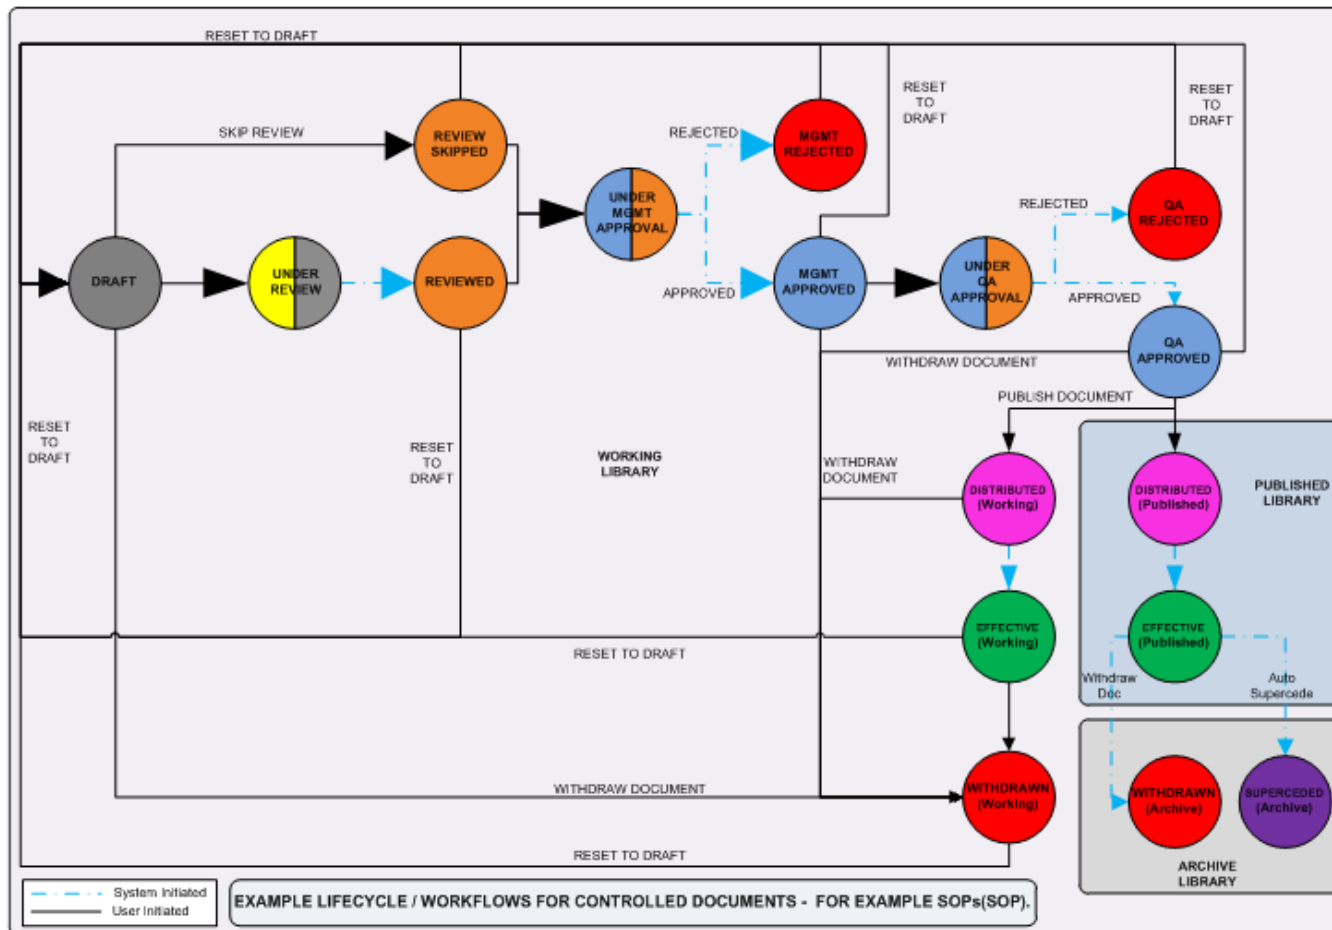 RESET TO DRAFT
RESET
TO
DRAFT
RESET
TO
DRAFT
SKIP REVIEW
REVIEW
SKIPPED
REJECTED
MGMT
REJECTED
UNDER
MGMT
APPROVAL
REJECTED
QA
REJECTED
DRAFT
UNDER
REVIEW
REVIEWED
APPROVED
MGMT
APPROVED
UNDER
QA
APPROVAL
APPROVED
QA
APPROVED
WITHDRAW DOCUMENT
PUBLISH DOCUMENT
RESET
TO
DRAFT
RESET
TO
DRAFT
WORKING
LIBRARY
WITHDRAW
DOCUMENT
DISTRIBUTED
(Working)
DISTRIBUTED
(Published)
PUBLISHED
LIBRARY
EFFECTIVE
(Working)
EFFECTIVE
(Published)
RESET TO DRAFT
Withdraw
Doc
Auto
Supercede
WITHDRAW DOCUMENT
WITHDRAWN
(Working)
WITHDRAWN
(Archive)
SUPERCEDED
(Archive)
RESET TO DRAFT
ARCHIVE
LIBRARY
System Initiated
User Initiated
EXAMPLE LIFECYCLE / WORKFLOWS FOR CONTROLLED DOCUMENTS - FOR EXAMPLE SOPs(SOP).